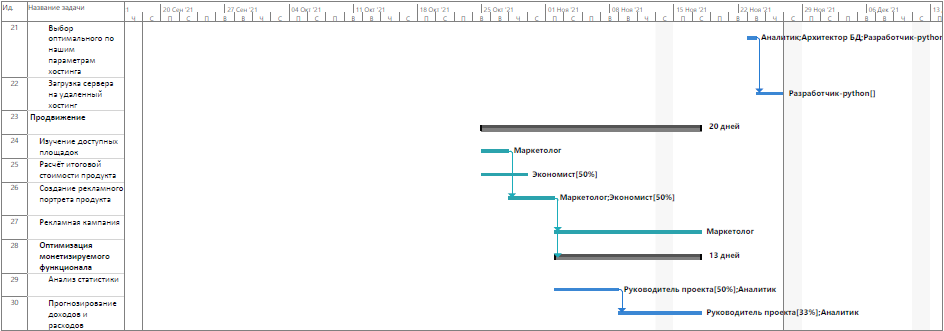 Ид.
Название задачи
1
20 Сен '21
27 Сен '21
04 Окт '21
11 Окт '21
18 Окт '21
25 Окт '21
01 Ноя '21
08 Ноя '21
15 Ноя '21
22 Ноя '21
29 Ноя '21
06 Дек '21
13
Ч С П С П В В Ч С П С П В В Ч С П С П В В Ч С П С П В В Ч С П С П В В Ч С П
21
Выбор
оптимального по
нашим
параметрам
хостинга
Аналитик;Архитектор БД;Разработчик-python
22
Загрузка сервера
на удаленный
хостинг
Разработчик-python[]
23
Продвижение
20 дней
24
Изучение доступных
площадок
Маркетолог
25
Расчёт итоговой
стоимости продукта
Экономист[50%]
26
Создание рекламного
портрета продукта
Маркетолог;Экономист[50%]
27
Рекламная кампания
Маркетолог
28
Оптимизация
монетизируемого
функционала
13 дней
29
Анализ статистики
Руководитель проекта[50%];Аналитик
30
Прогнозирование
доходов и
расходов
Руководитель проекта[33%];Аналитик